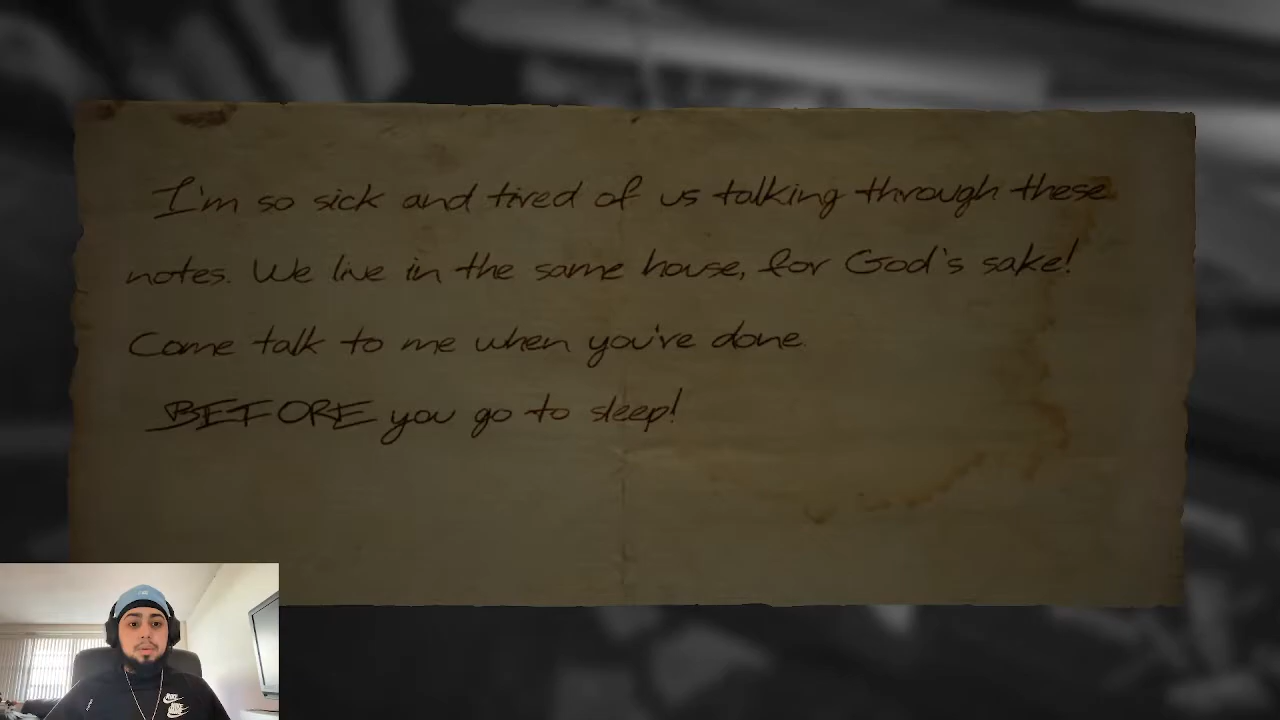 I'm so sick and tired of us talking through these
notes. We live in the same house, for God's sake!
Come talk to me when you're done.
BEFORE you go to sleep!